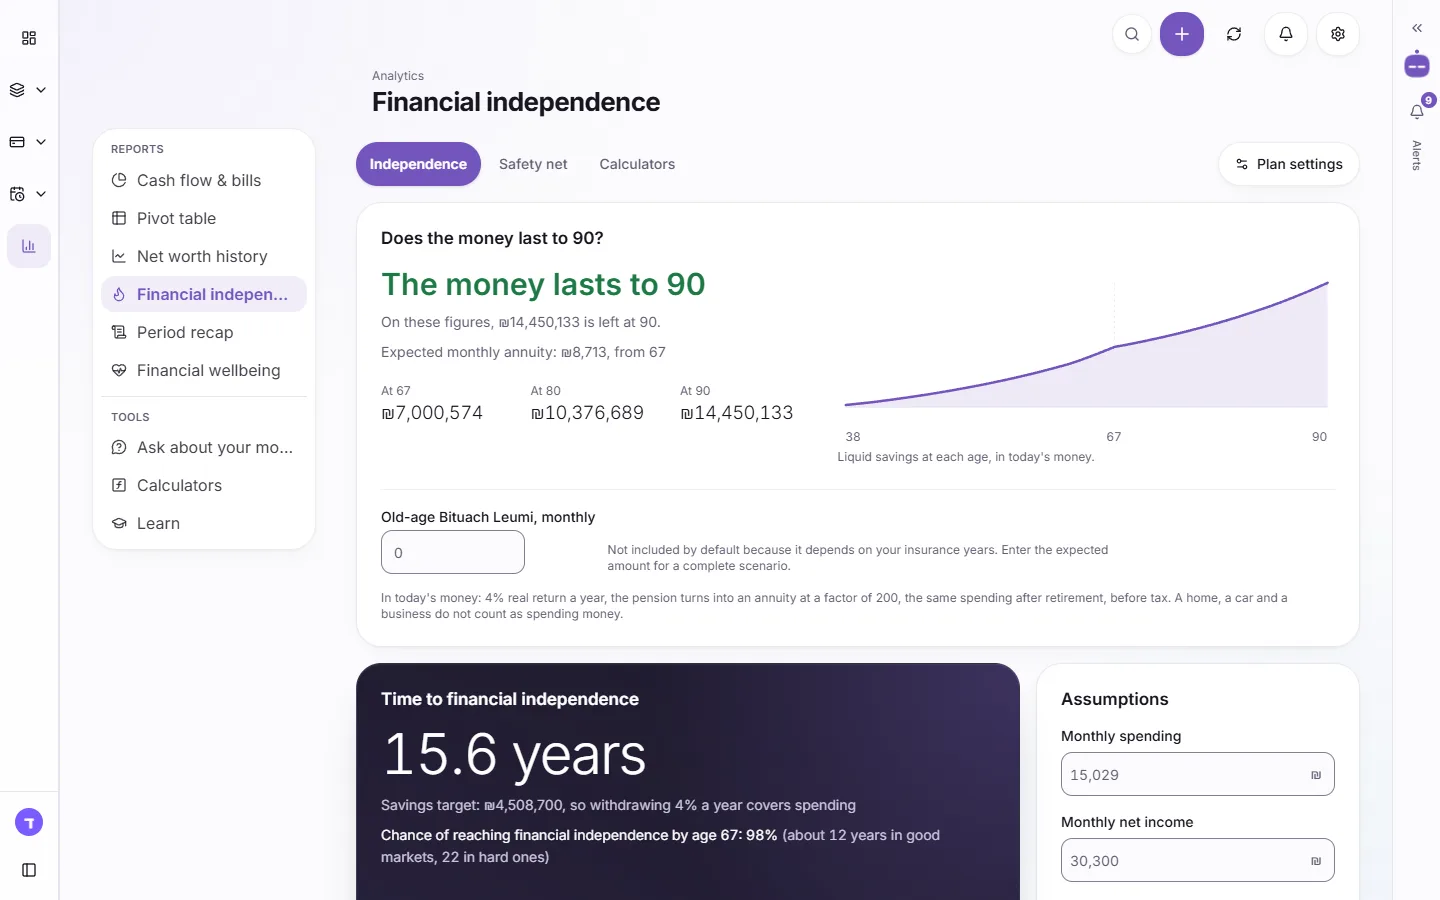 Analytics
Financial independence
REPORTS
Cash flow & bills
Pivot table
Net worth history
Financial indepen...
Period recap
Financial wellbeing
TOOLS
Ask about your mo...
Calculators
Learn
Independence
Safety net
Calculators
Plan settings
9
Alerts
Does the money last to 90?
The money lasts to 90
On these figures, ₪14,450,133 is left at 90.
Expected monthly annuity: ₪8,713, from 67
At 67
₪7,000,574
At 80
₪10,376,689
At 90
₪14,450,133
38
67
90
Liquid savings at each age, in today's money.
Old-age Bituach Leumi, monthly
0
Not included by default because it depends on your insurance years. Enter the expected
amount for a complete scenario.
In today's money: 4% real return a year, the pension turns into an annuity at a factor of 200, the same spending after retirement, before tax. A home, a car and a
business do not count as spending money.
Time to financial independence
15.6 years
Savings target: ₪4,508,700, so withdrawing 4% a year covers spending
Chance of reaching financial independence by age 67: 98% (about 12 years in good
markets, 22 in hard ones)
Assumptions
Monthly spending
15,029 ₪
Monthly net income
30,300 ₪